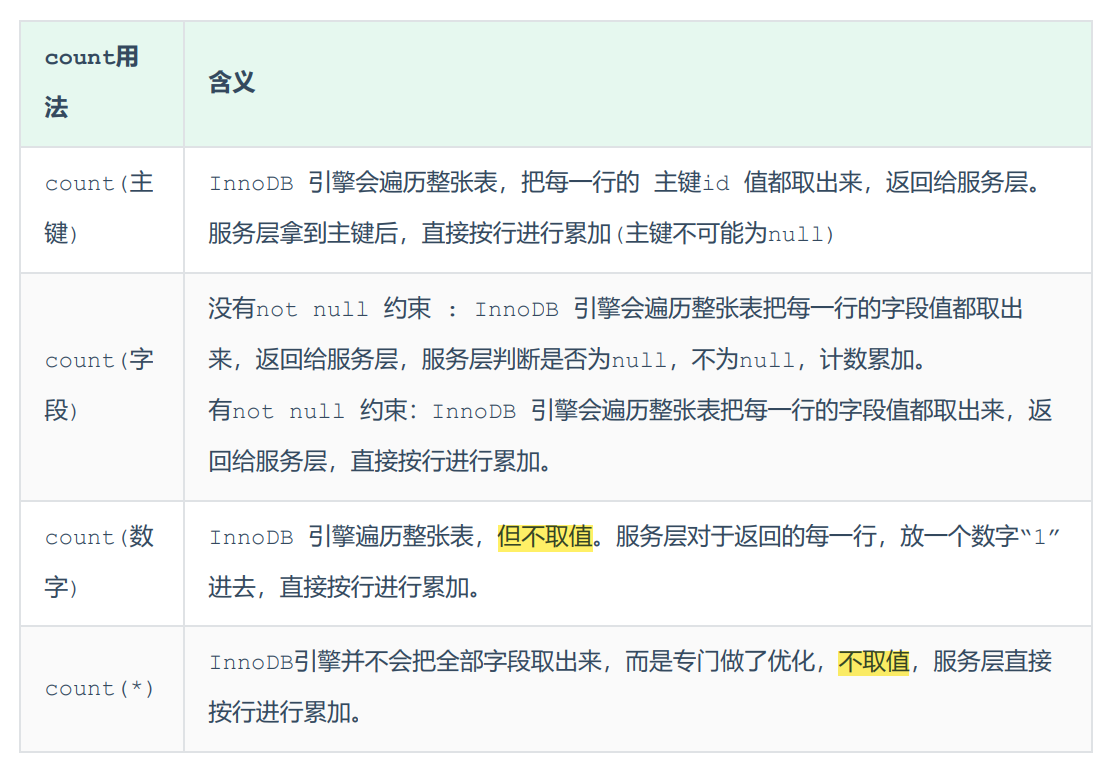 count用
法
含义
count(主
键)
InnoDB 引擎会遍历整张表，把每一行的 主键id 值都取出来，返回给服务层。
服务层拿到主键后，直接按行进行累加(主键不可能为null)
count(字
段)
没有not null 约束 : InnoDB 引擎会遍历整张表把每一行的字段值都取出
来，返回给服务层，服务层判断是否为null，不为null，计数累加。
有not null 约束：InnoDB 引擎会遍历整张表把每一行的字段值都取出来，返
回给服务层，直接按行进行累加。
count(数
字)
InnoDB 引擎遍历整张表，但不取值。服务层对于返回的每一行，放一个数字“1”
进去，直接按行进行累加。
count(*)
InnoDB引擎并不会把全部字段取出来，而是专门做了优化，不取值，服务层直接
按行进行累加。